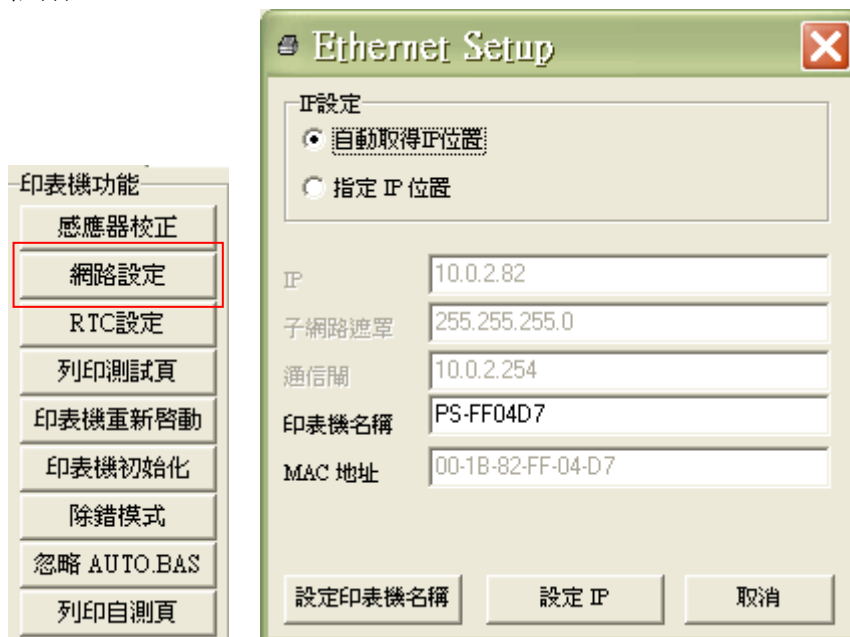 印表機功能
感應器校正
網路設定
RTC設定
列印測試頁
印表機重新啓動
印表機初始化
除錯模式
忽略 AUTO.BAS
列印自測頁
Ethernet Setup
IP設定
自動取得IP位置
指定 IP 位置
IP 10.0.2.82
子網路遮罩 255.255.255.0
通信閘 10.0.2.254
印表機名稱 PS-FF04D7
MAC 地址 00-1B-82-FF-04-D7
設定印表機名稱 設定 IP 取消